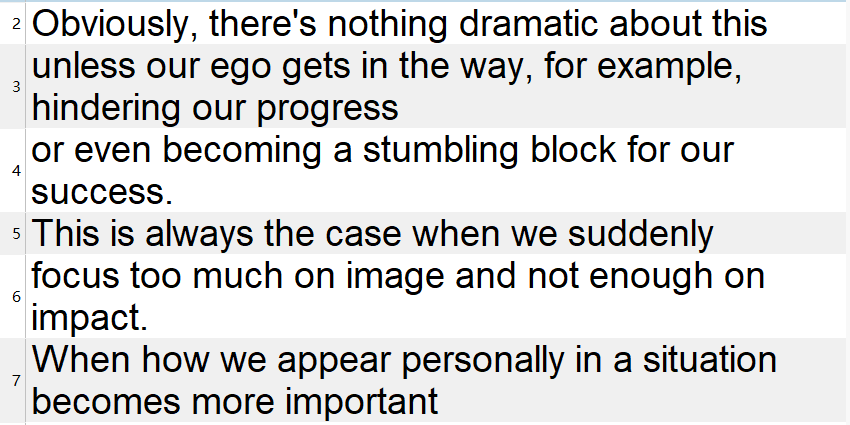 2 Obviously, there's nothing dramatic about this
3 unless our ego gets in the way, for example,
hindering our progress
4 or even becoming a stumbling block for our
success.
5 This is always the case when we suddenly
6 focus too much on image and not enough on
impact.
7 When how we appear personally in a situation
becomes more important